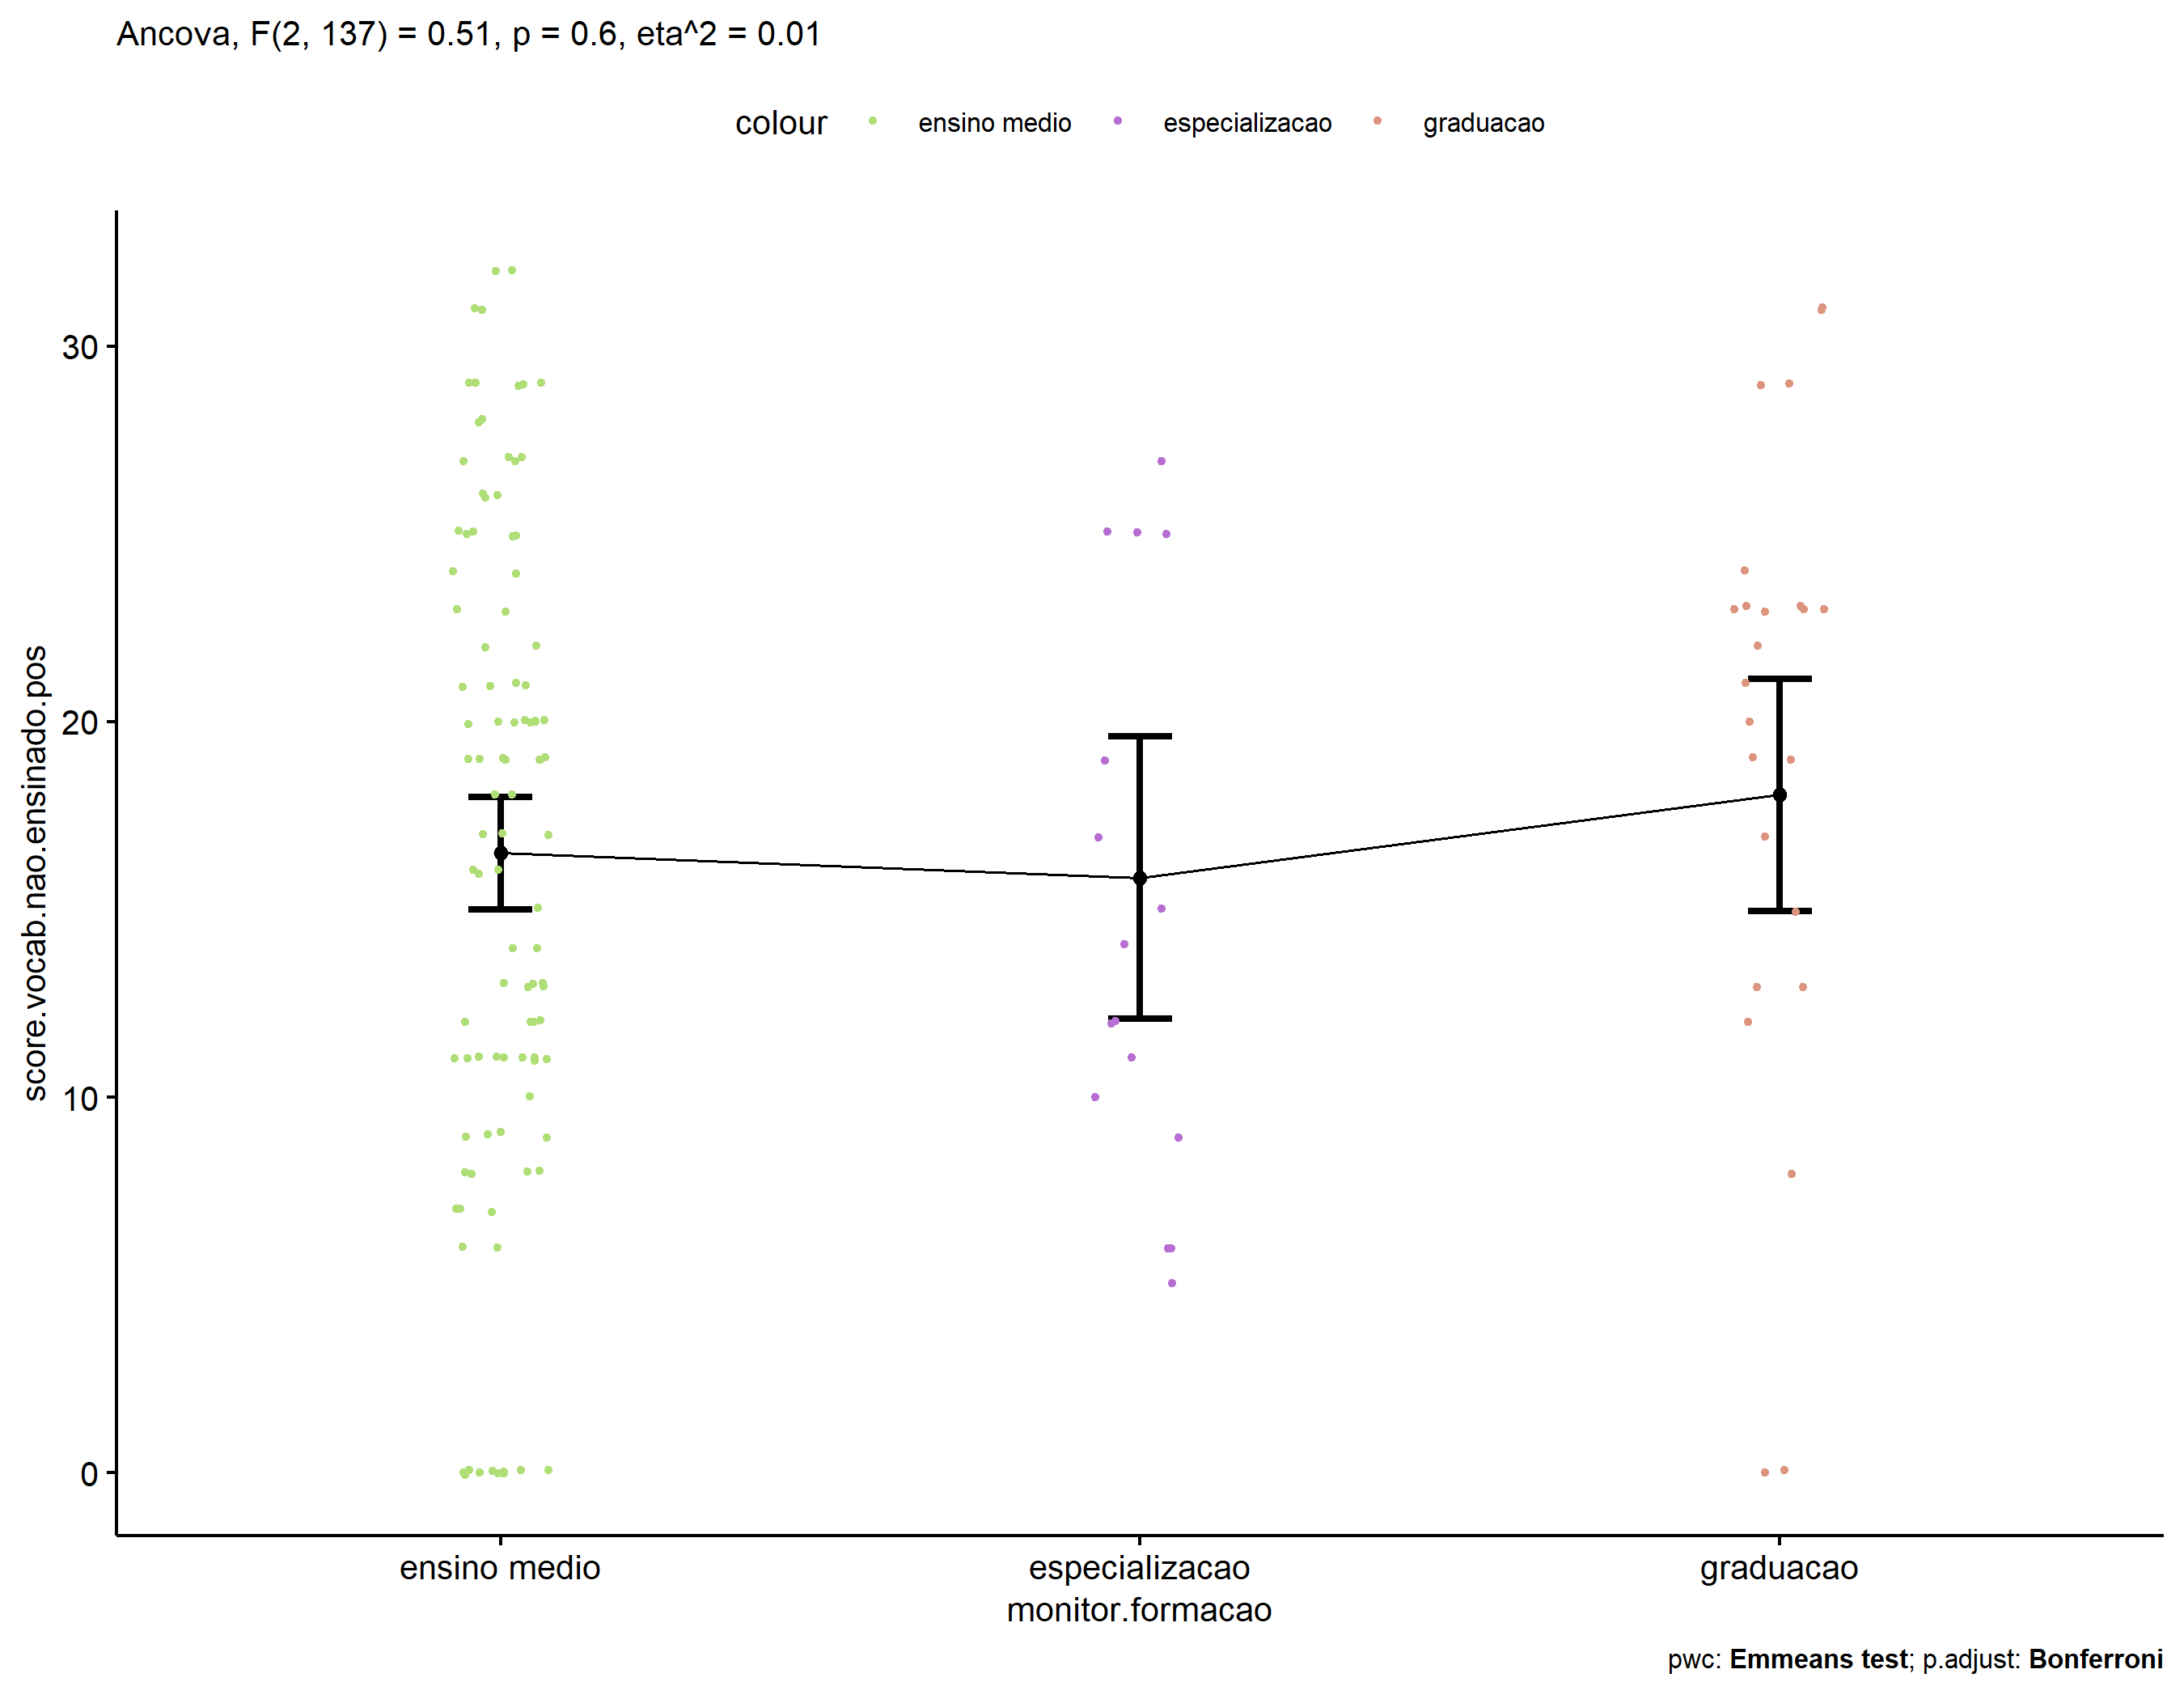 Ancova, F(2, 137) = 0.51, p = 0.6, eta^2 = 0.01
colour ensino medio especializacao graduacao
score.vocab.nao.ensinado.pos
30
20
10
0
ensino medio especializacao graduacao
monitor.formacao
pwc: Emmeans test; p.adjust: Bonferroni